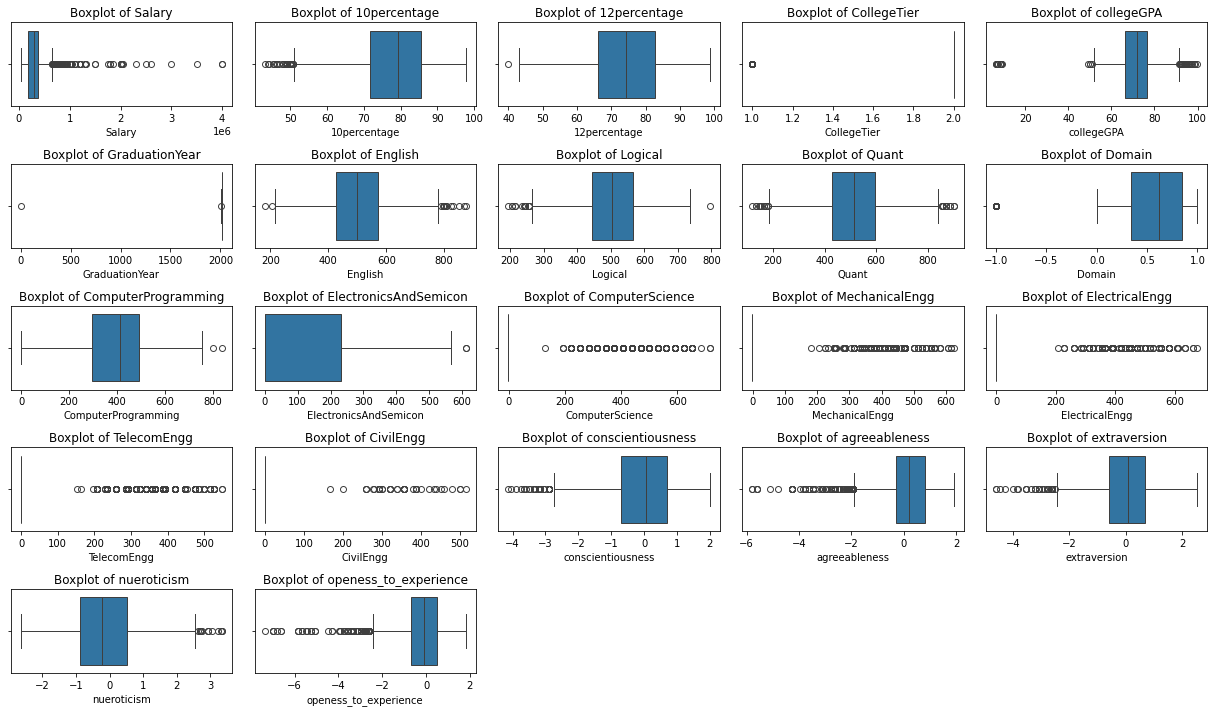 Boxplot of Salary Boxplot of 10percentage Boxplot of 12percentage Boxplot of CollegeTier Boxplot of collegeGPA
0 1 2 3 4 50 60 70 80 90 100 40 50 60 70 80 90 100 1.0 1.2 1.4 1.6 1.8 2.0 20 40 60 80 100
Salary 1e6 10percentage 12percentage CollegeTier collegeGPA
Boxplot of GraduationYear Boxplot of English Boxplot of Logical Boxplot of Quant Boxplot of Domain
0 500 1000 1500 2000 200 400 600 800 200 300 400 500 600 700 800 200 400 600 800 −1.0 −0.5 0.0 0.5 1.0
GraduationYear English Logical Quant Domain
Boxplot of ComputerProgramming Boxplot of ElectronicsAndSemicon Boxplot of ComputerScience Boxplot of MechanicalEngg Boxplot of ElectricalEngg
0 200 400 600 800 0 100 200 300 400 500 600 0 200 400 600 0 100 200 300 400 500 600 0 200 400 600
ComputerProgramming ElectronicsAndSemicon ComputerScience MechanicalEngg ElectricalEngg
Boxplot of TelecomEngg Boxplot of CivilEngg Boxplot of conscientiousness Boxplot of agreeableness Boxplot of extraversion
0 100 200 300 400 500 0 100 200 300 400 500 −4 −3 −2 −1 0 1 2 −6 −4 −2 0 2 −4 −2 0 2
TelecomEngg CivilEngg conscientiousness agreeableness extraversion
Boxplot of nueroticism Boxplot of openess_to_experience
−2 −1 0 1 2 3 −6 −4 −2 0 2
nueroticism openess_to_experience